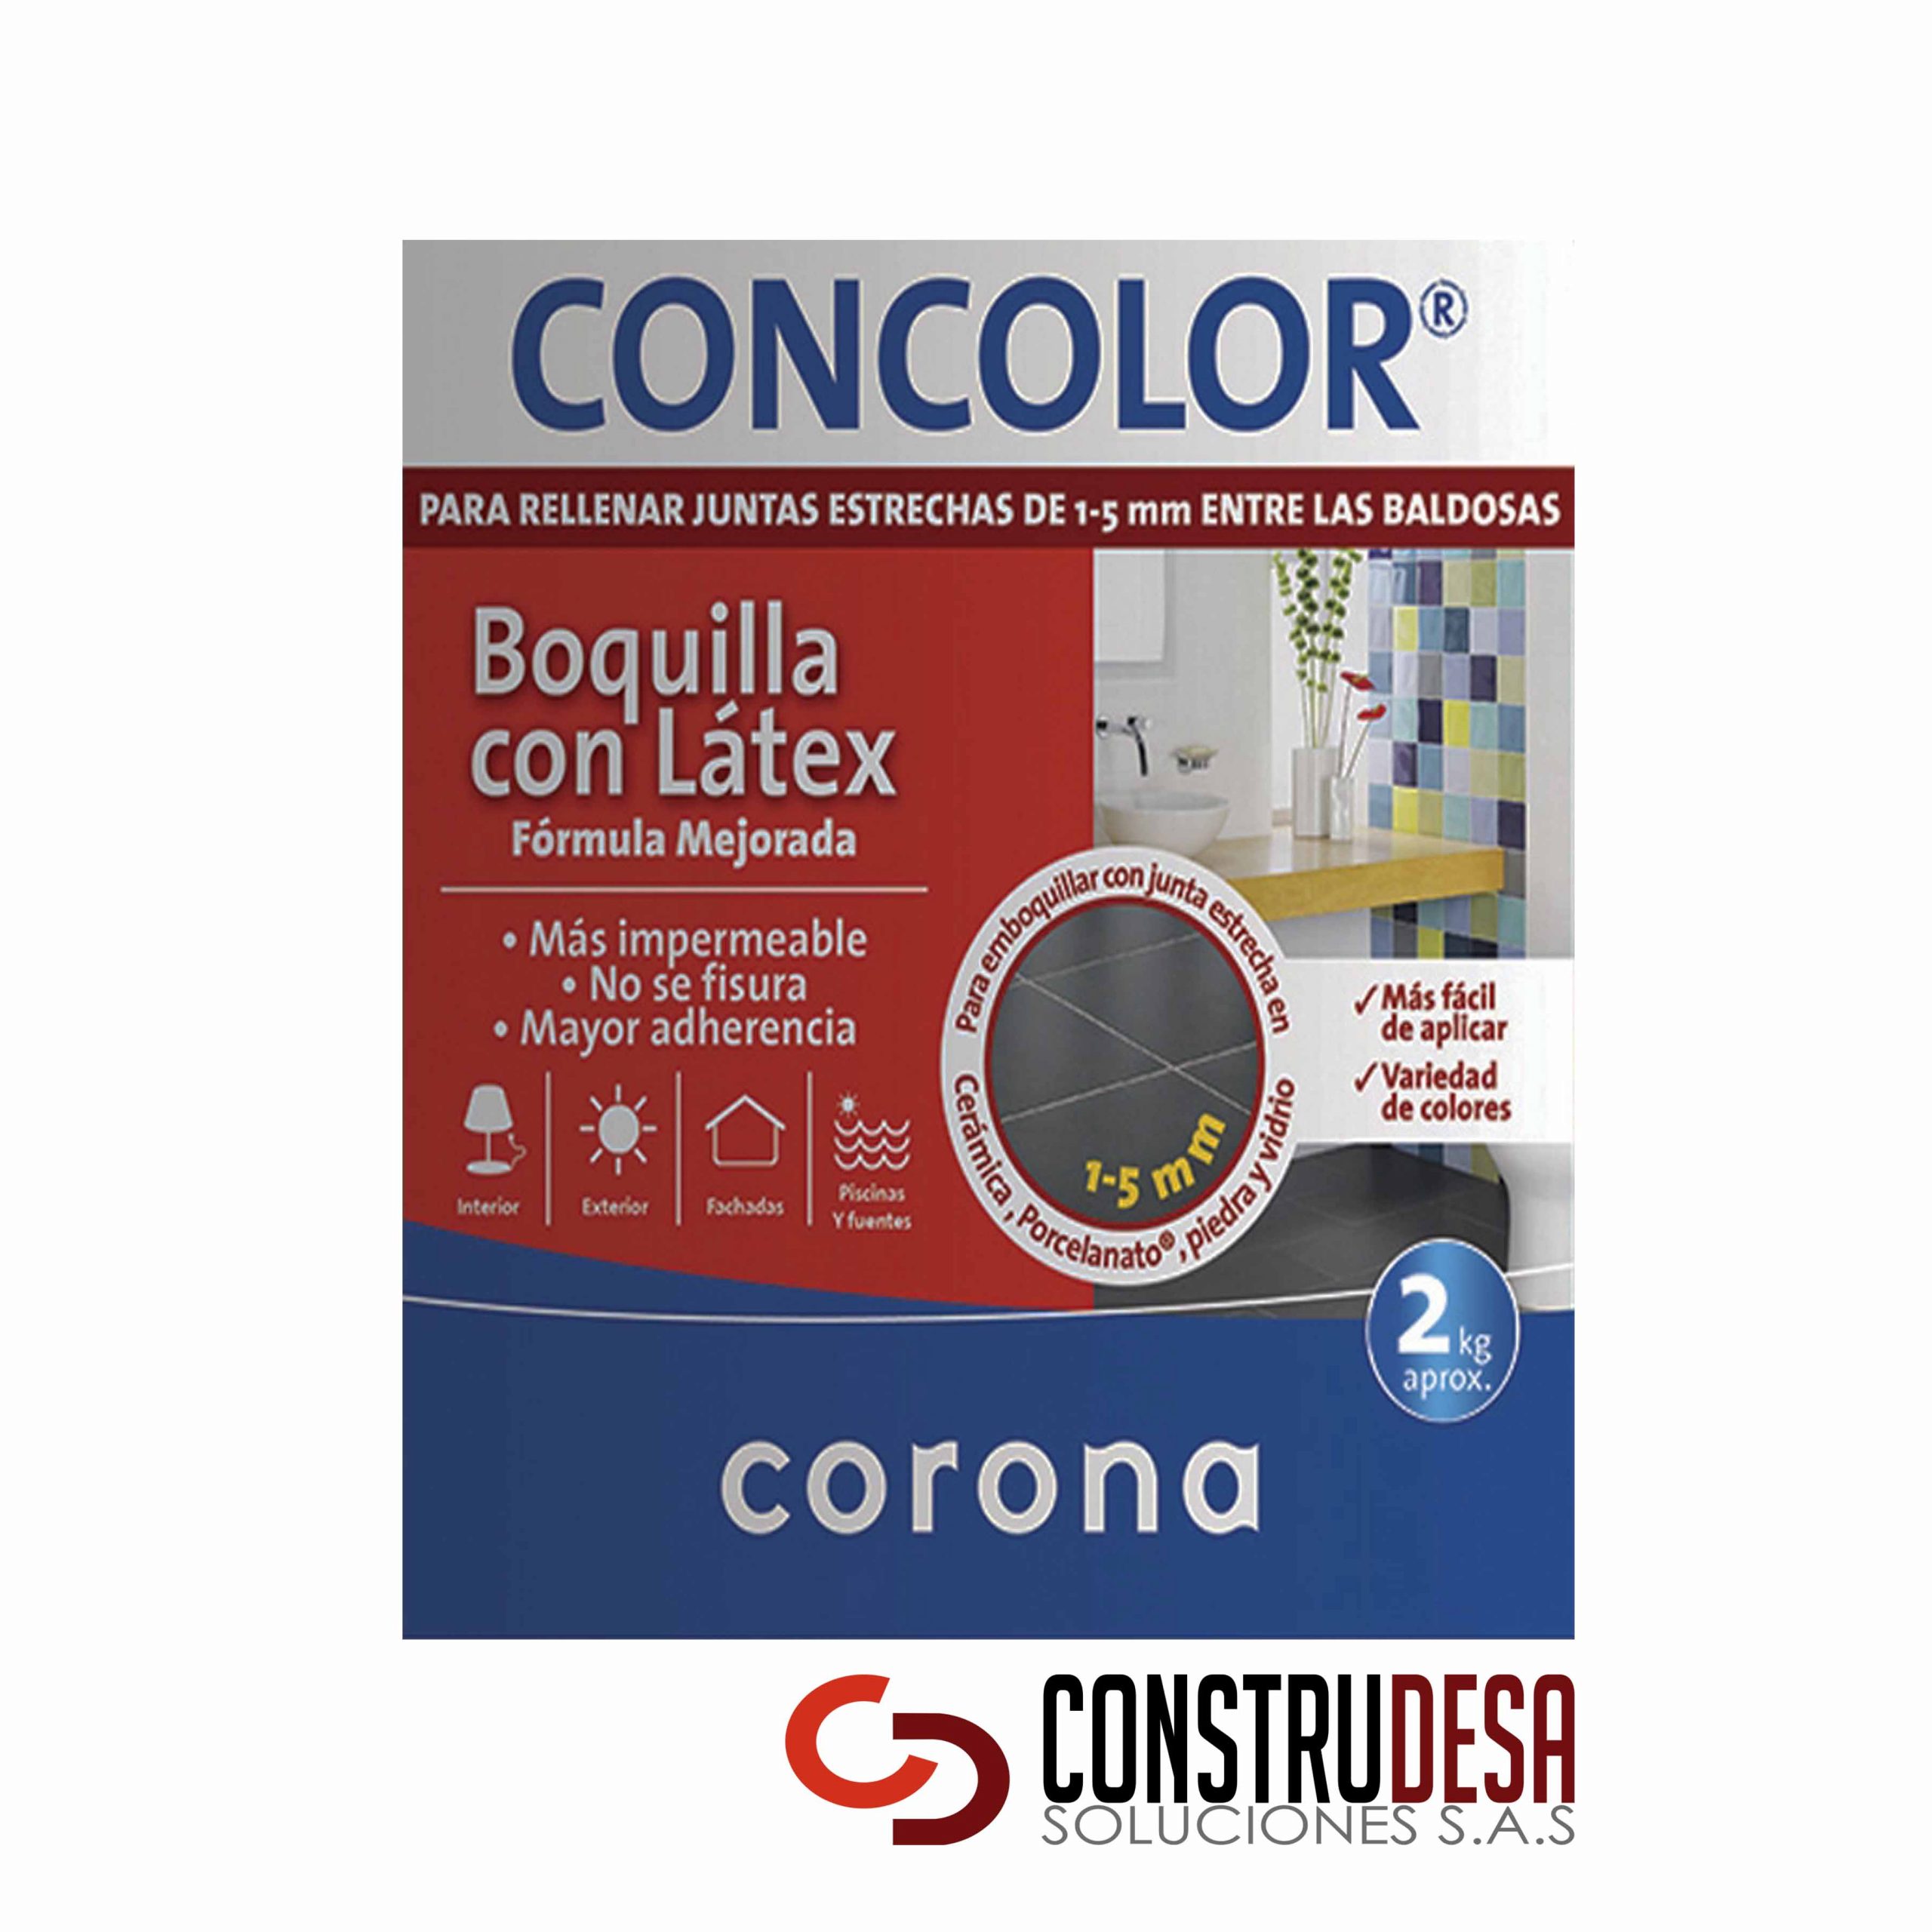 CONCOLOR®
PARA RELLENAR JUNTAS ESTRECHAS DE 1-5 mm ENTRE LAS BALDOSAS
Boquilla
con Látex
Fórmula Mejorada
• Más impermeable
• No se fisura
• Mayor adherencia
Interior
Exterior
Fachadas
Piscinas
Y fuentes
Para emboquillar con junta estrecha en
Cerámica, Porcelanato®, piedra y vidrio
1-5 mm
✓ Más fácil
de aplicar
✓ Variedad
de colores
2 kg
aprox.
corona
CONSTRUDESA
SOLUCIONES S.A.S